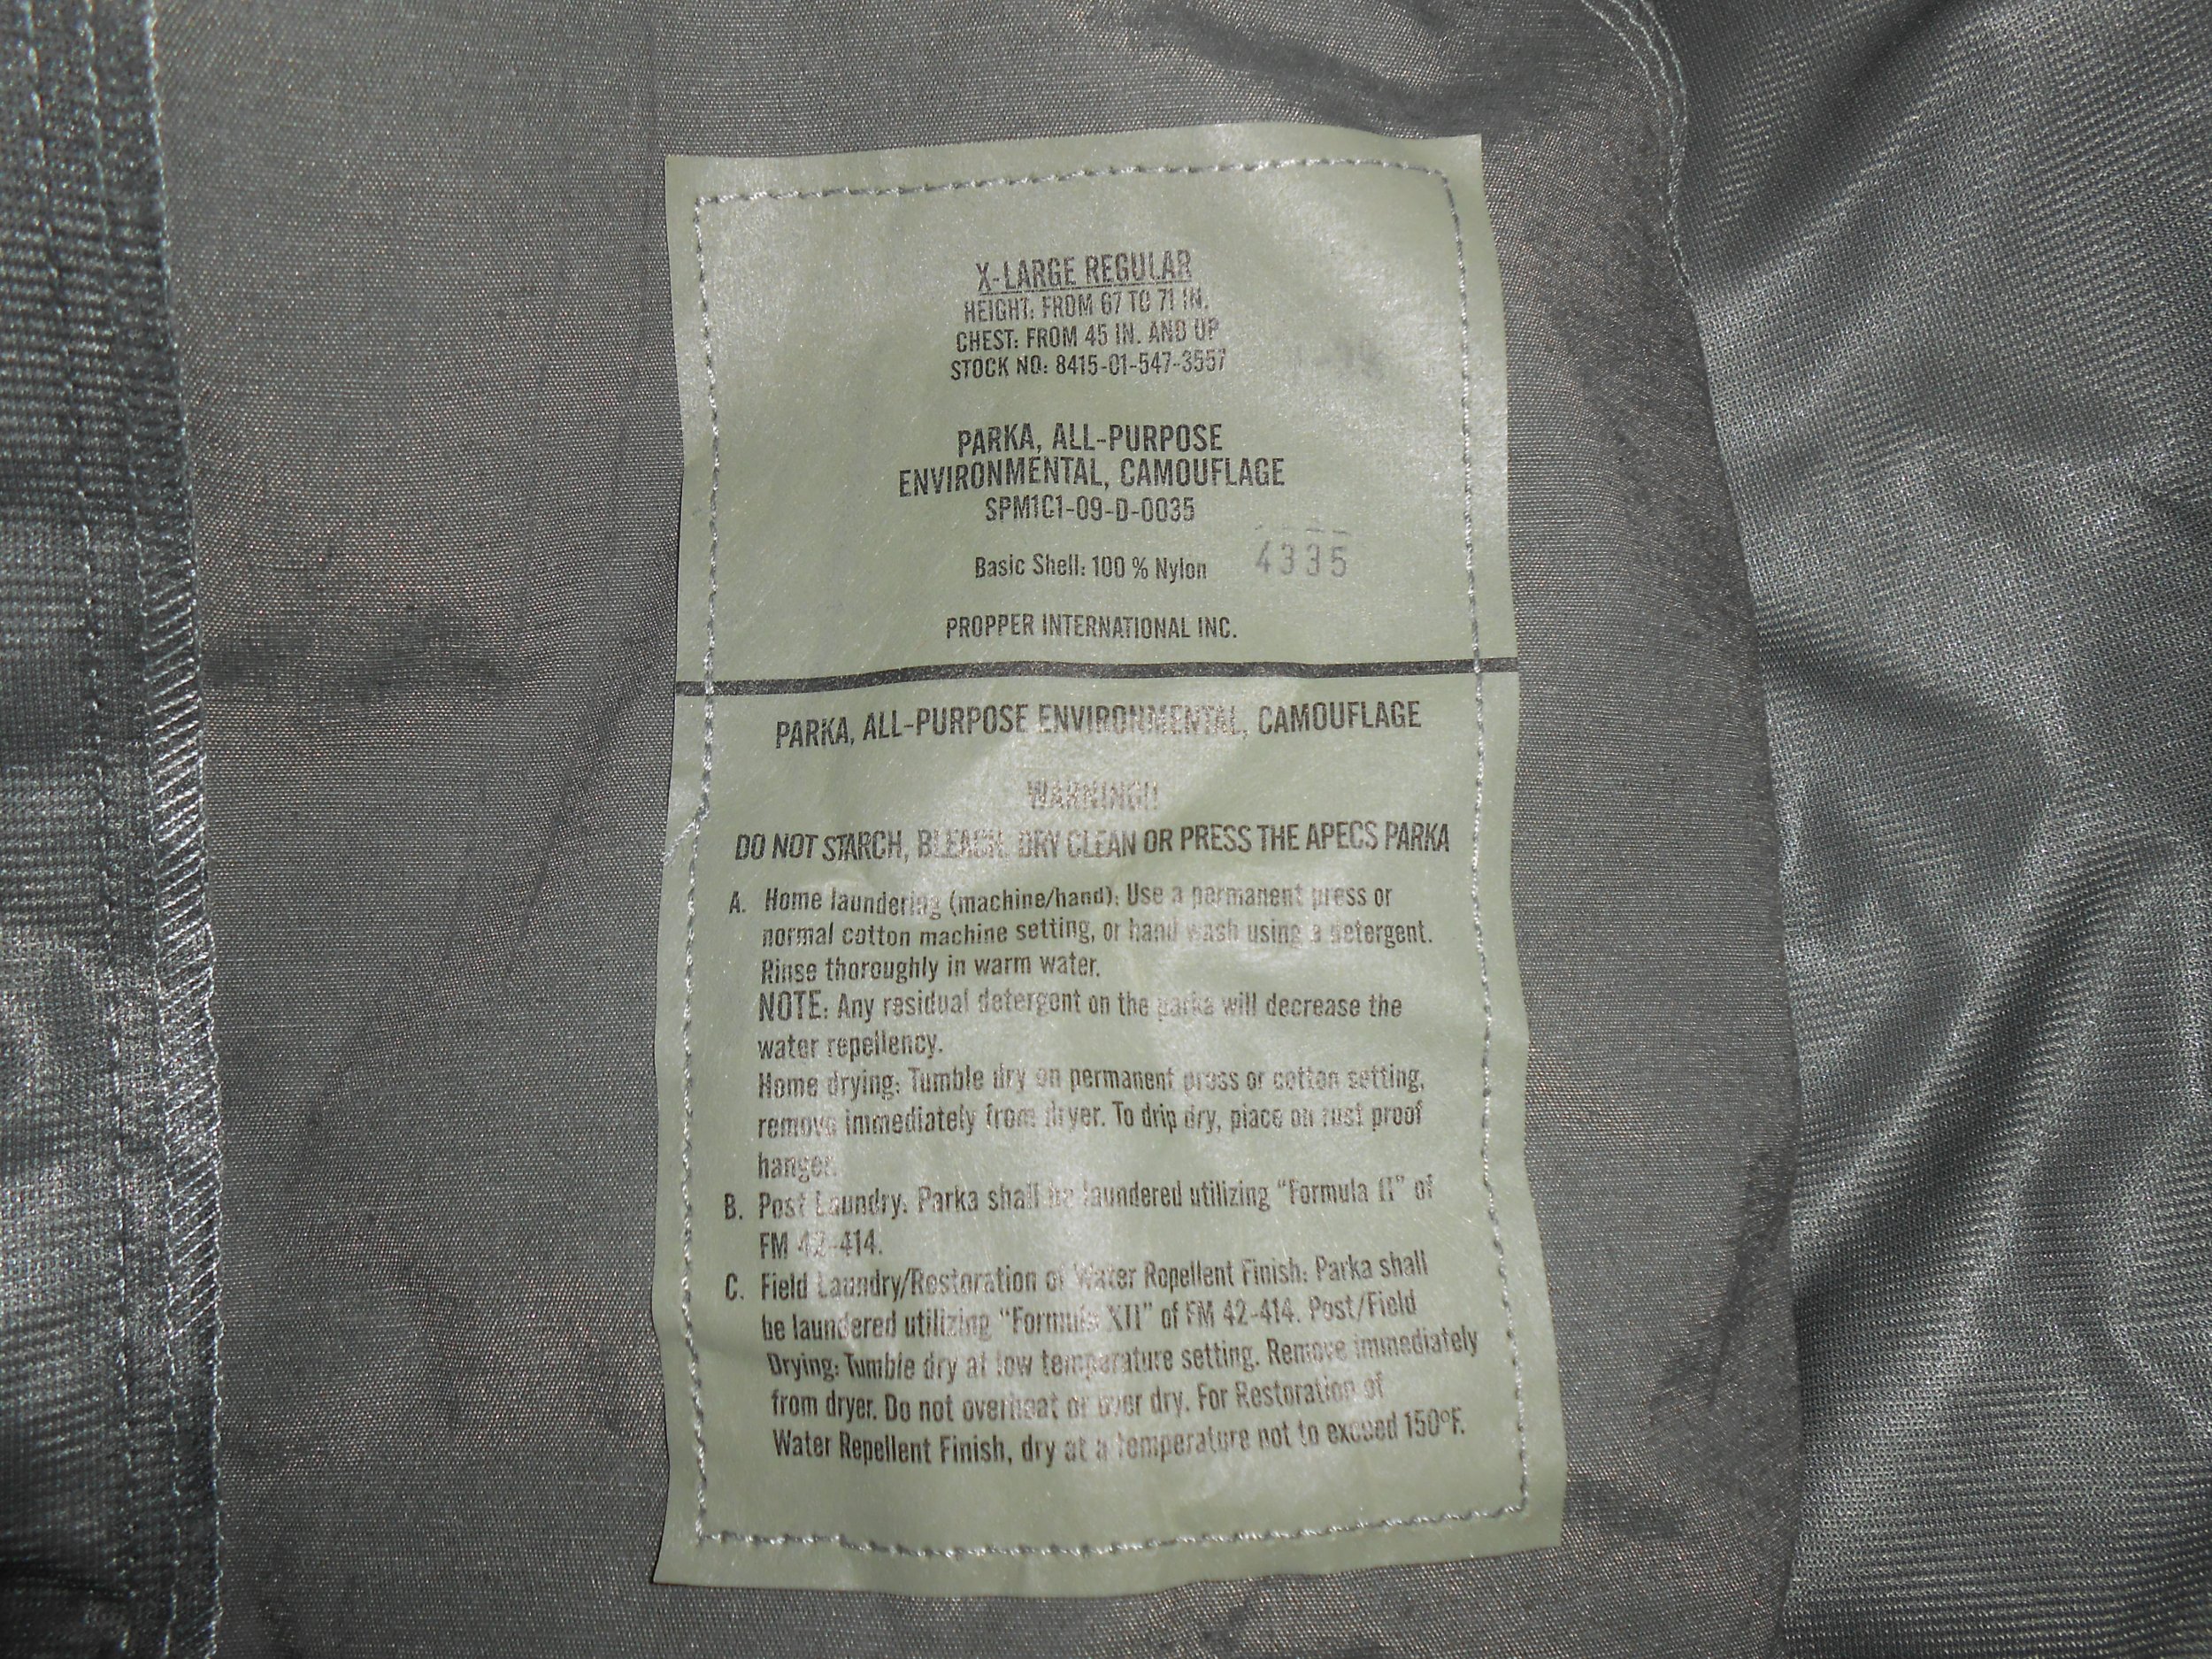 X-LARGE REGULAR
HEIGHT: FROM 67 TO 71 IN.
CHEST: FROM 45 IN. AND UP
STOCK NO: 8415-01-547-3557
PARKA, ALL-PURPOSE
ENVIRONMENTAL, CAMOUFLAGE
SPM1C1-09-D-0035
Basic Shell: 100 % Nylon 4335
PROPPER INTERNATIONAL INC.
PARKA, ALL-PURPOSE ENVIRONMENTAL, CAMOUFLAGE
WARNING!!
DO NOT STARCH, BLEACH, DRY CLEAN OR PRESS THE APECS PARKA
A. Home laundering (machine/hand): Use a permanent press or
normal cotton machine setting, or hand wash using a detergent.
Rinse thoroughly in warm water.
NOTE: Any residual detergent on the parka will decrease the
water repellency.
Home drying: Tumble dry on permanent press or cotton setting,
remove immediately from dryer. To drip dry, place on rust proof
hanger.
B. Post Laundry. Parka shall be laundered utilizing “Formula II” of
FM 42-414.
C. Field Laundry/Restoration of Water Repellent Finish: Parka shall
be laundered utilizing “Formula XII” of FM 42-414. Post/Field
Drying: Tumble dry at low temperature setting. Remove immediately
from dryer. Do not overheat or over dry. For Restoration of
Water Repellent Finish, dry at a temperature not to exceed 150°F.